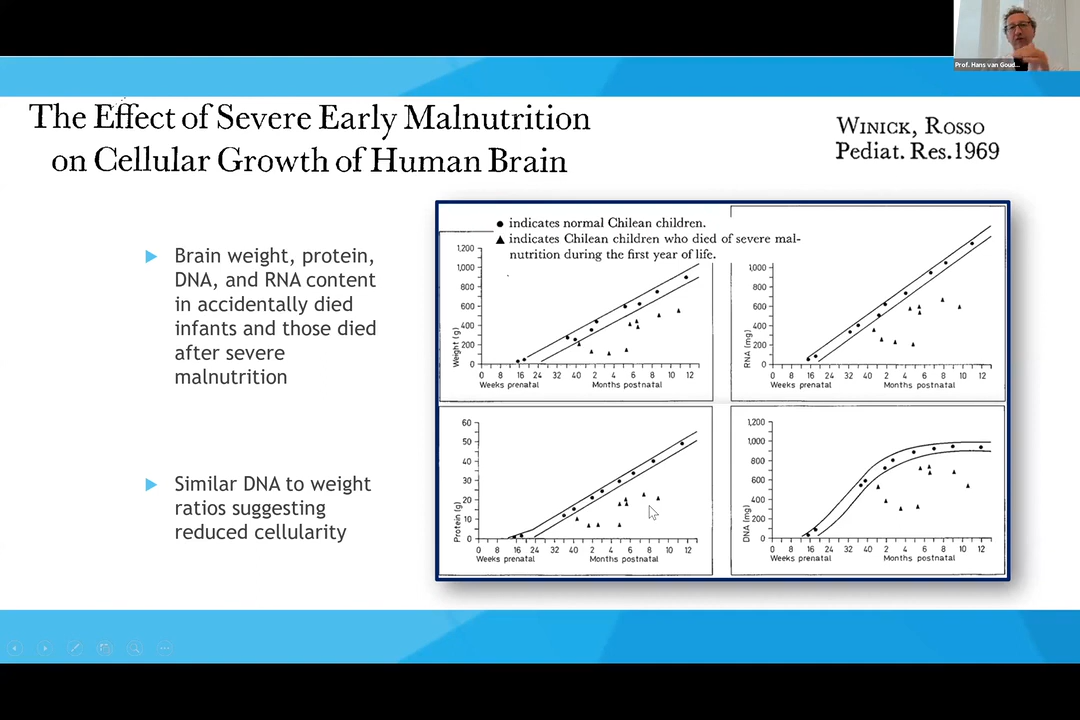 Prof. Hans van Goud...
The Effect of Severe Early Malnutrition
on Cellular Growth of Human Brain
WINICK, ROSSO
Pediat. Res.1969
Brain weight, protein,
DNA, and RNA content
in accidentally died
infants and those died
after severe
malnutrition
Similar DNA to weight
ratios suggesting
reduced cellularity
indicates normal Chilean children.
indicates Chilean children who died of severe mal-
nutrition during the first year of life.
Weight (g)
1,200
1,000
800
600
400
200
0
0 8 16 24 32 40 2 4 6 8 10 12
Weeks prenatal Months postnatal
RNA (mg)
1,000
800
600
400
200
0
0 8 16 24 32 40 2 4 6 8 10 12
Weeks prenatal Months postnatal
Protein (g)
60
50
40
30
20
10
0
0 8 16 24 32 40 2 4 6 8 10 12
Weeks prenatal Months postnatal
DNA (mg)
1,200
1,000
800
600
400
200
0
0 8 16 24 32 40 2 4 6 8 10 12
Weeks prenatal Months postnatal